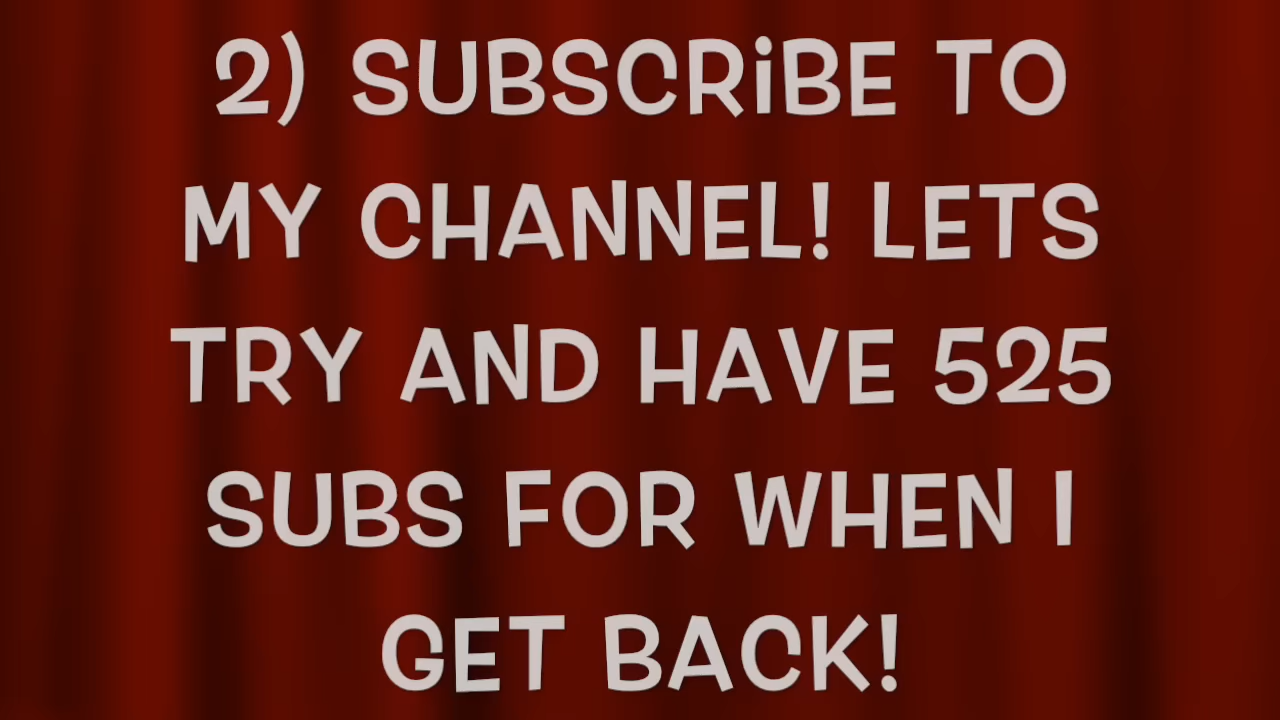 2) SUBSCRiBE TO
MY CHANNEL! LETS
TRY AND HAVE 525
SUBS FOR WHEN I
GET BACK!